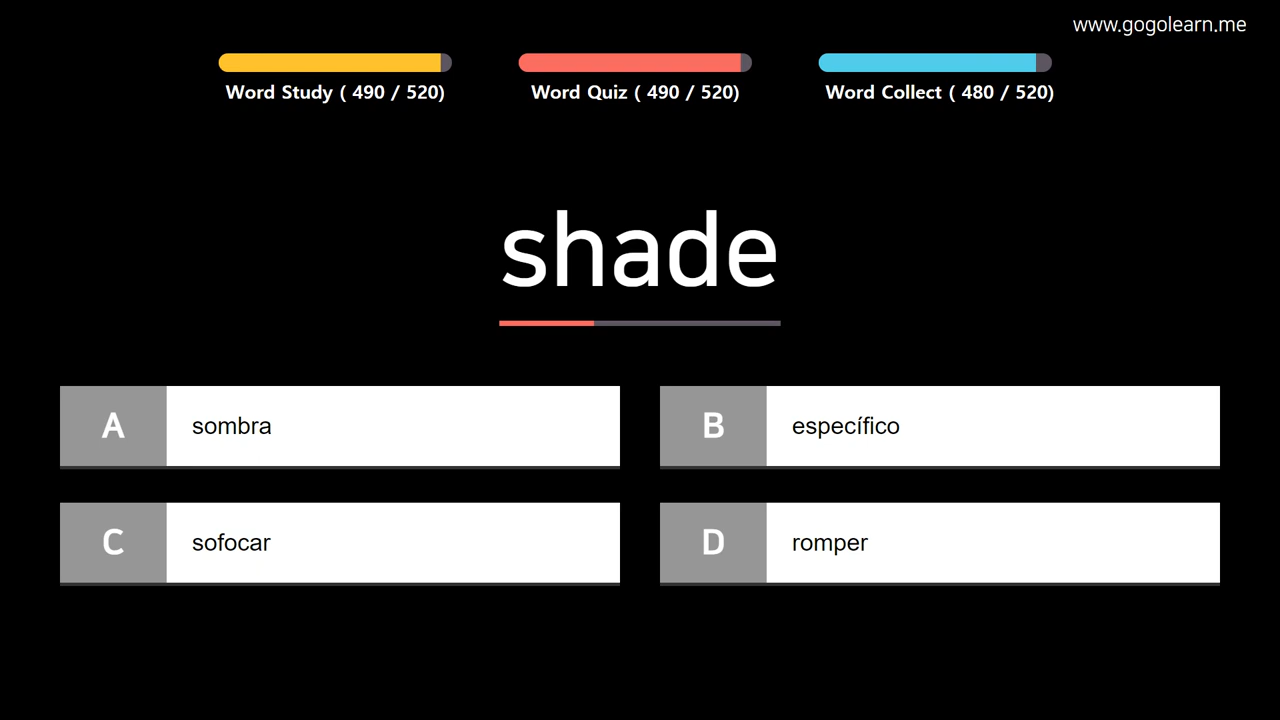 www.gogolearn.me
Word Study ( 490 / 520)
Word Quiz ( 490 / 520)
Word Collect ( 480 / 520)
shade
A sombra
B específico
C sofocar
D romper